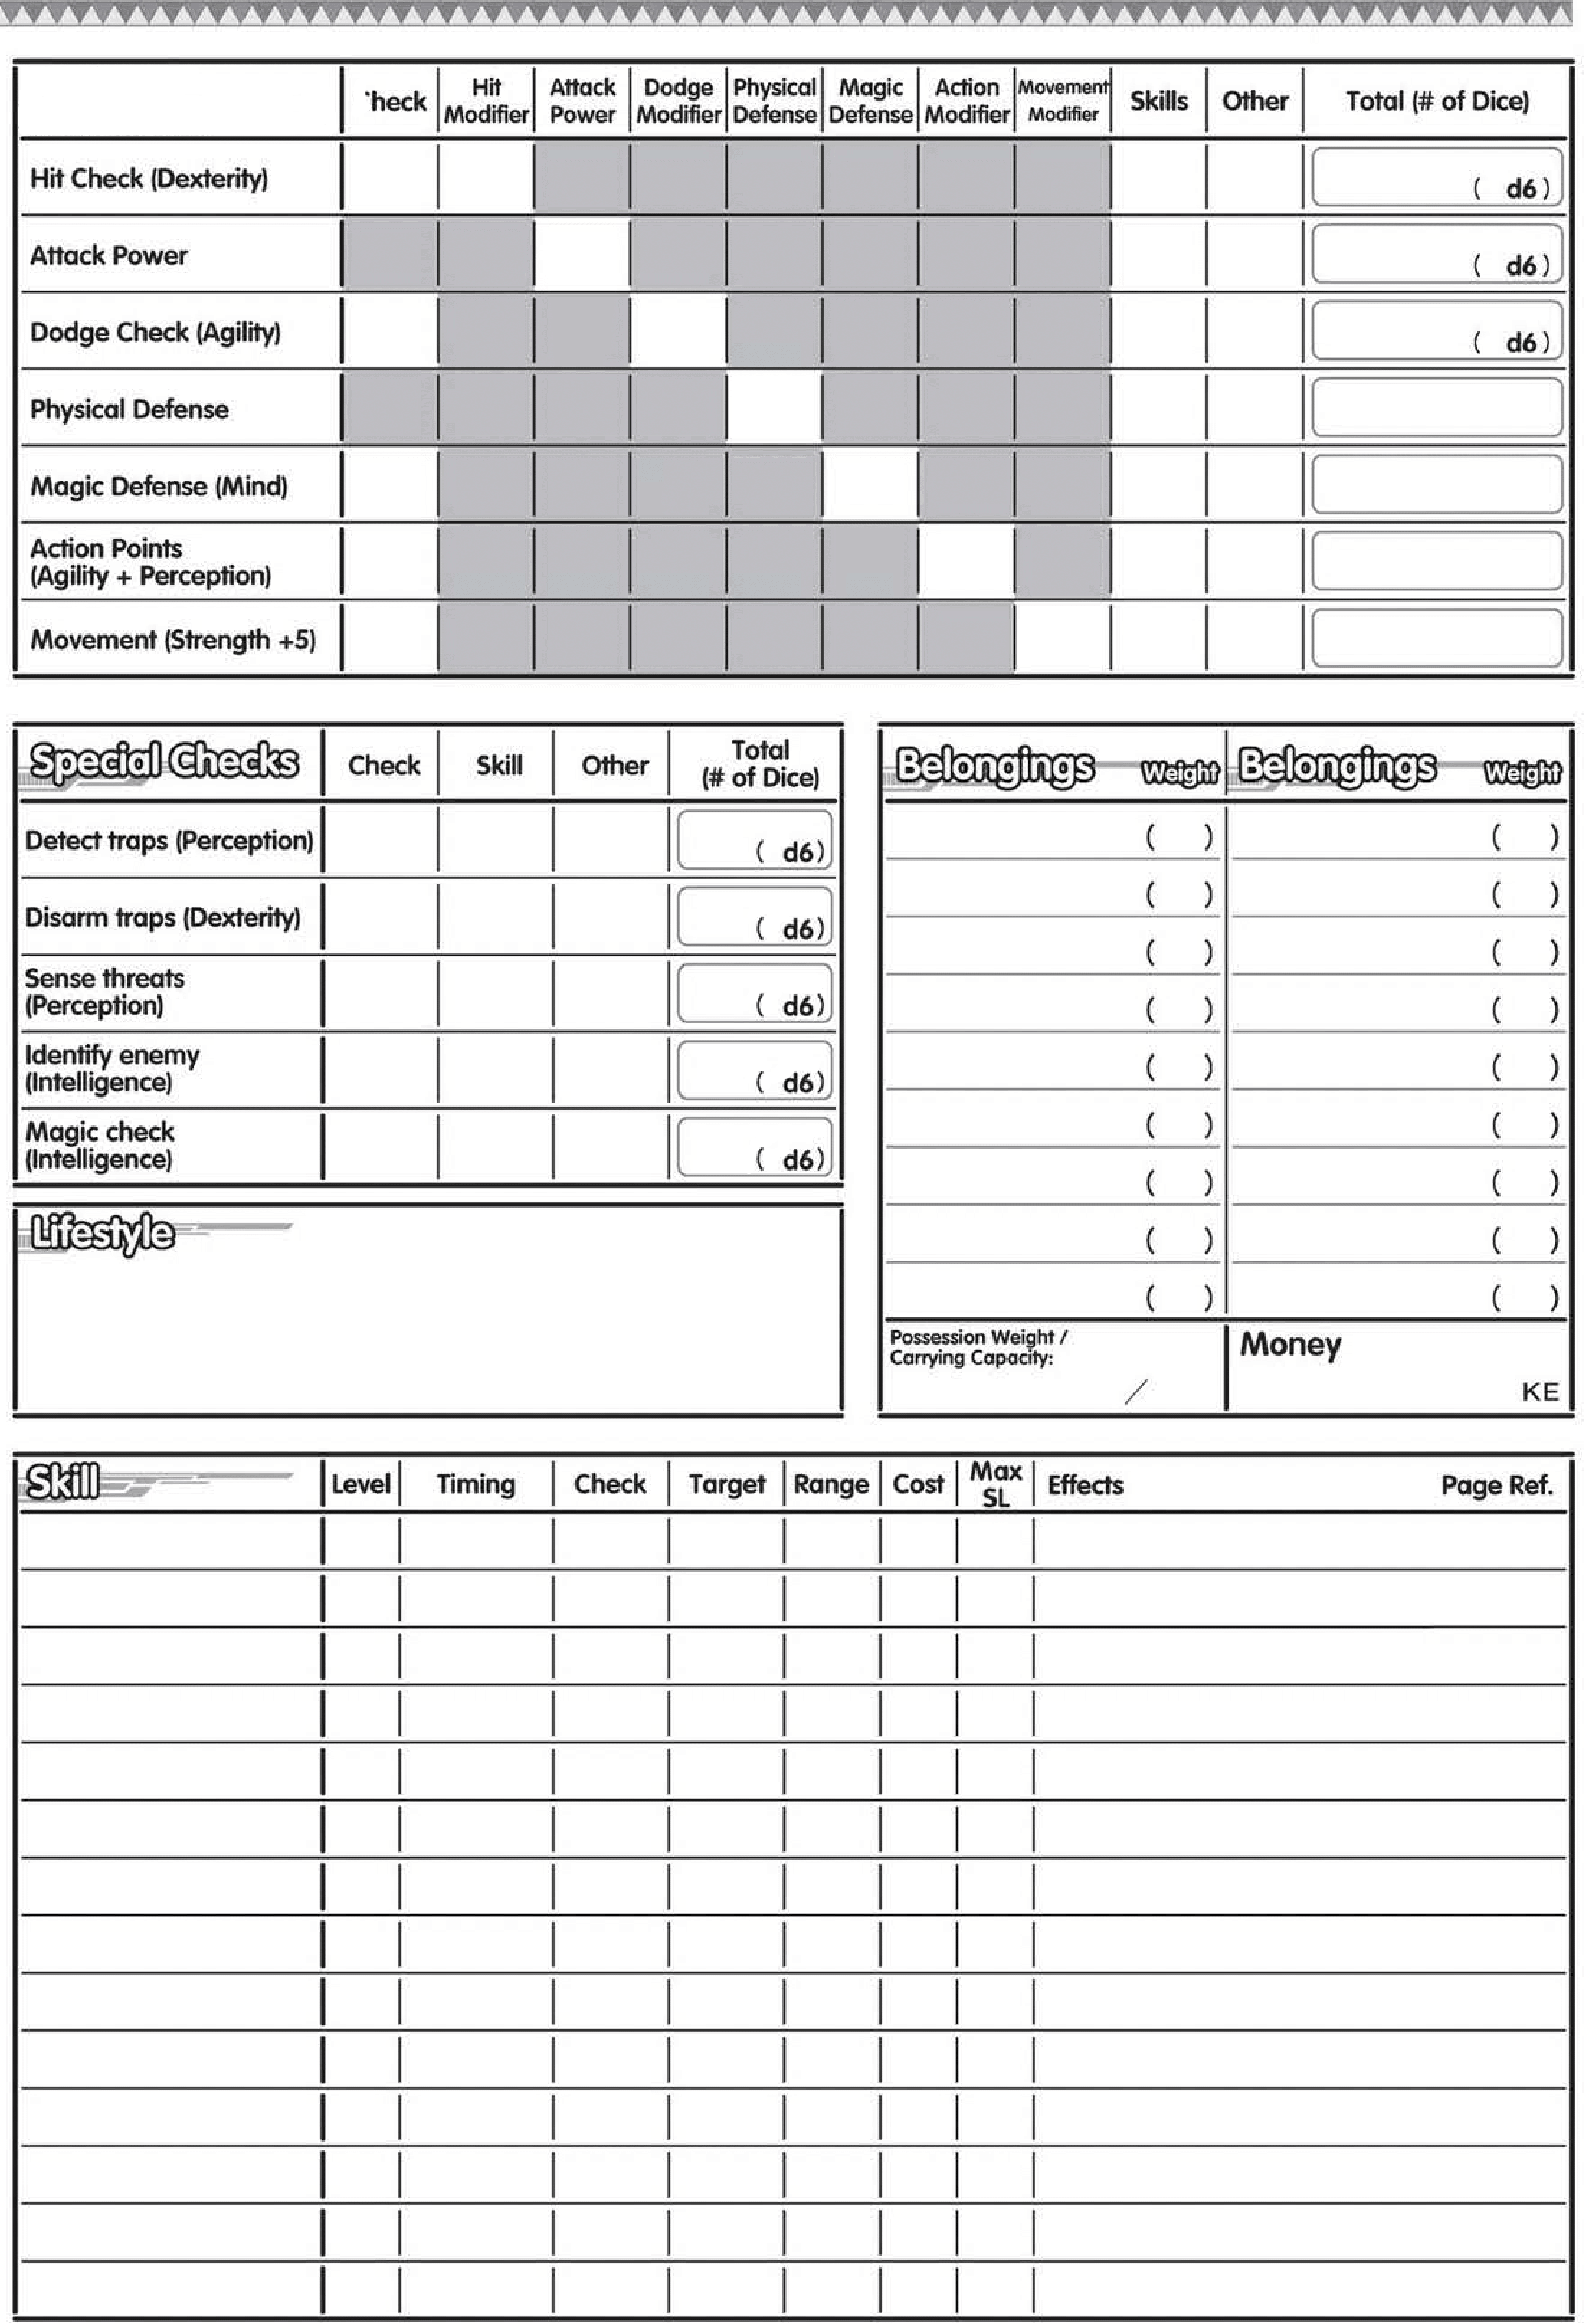 'heck Hit Modifier Attack Power Dodge Modifier Physical Defense Magic Defense Action Modifier Movement Modifier Skills Other Total (# of Dice)
Hit Check (Dexterity) ( d6)
Attack Power ( d6)
Dodge Check (Agility) ( d6)
Physical Defense
Magic Defense (Mind)
Action Points
(Agility + Perception)
Movement (Strength +5)
Special Checks Check Skill Other Total (# of Dice)
Detect traps (Perception) ( d6)
Disarm traps (Dexterity) ( d6)
Sense threats
(Perception) ( d6)
Identify enemy
(Intelligence) ( d6)
Magic check
(Intelligence) ( d6)
Lifestyle
Belongings Weight Belongings Weight
( ) ( )
( ) ( )
( ) ( )
( ) ( )
( ) ( )
( ) ( )
( ) ( )
( ) ( )
( ) ( )
Possession Weight /
Carrying Capacity:
/
Money
KE
Skill Level Timing Check Target Range Cost Max SL Effects Page Ref.